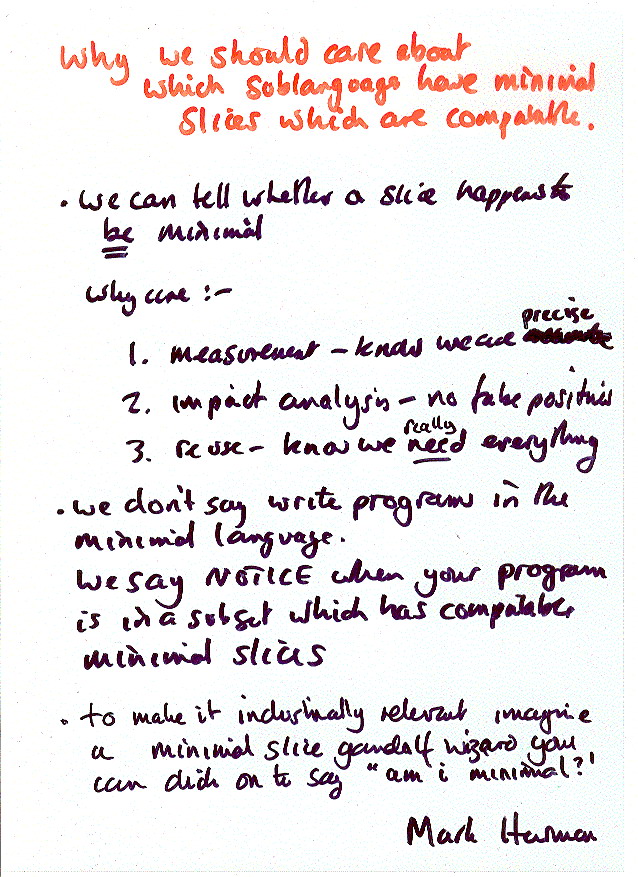 Why we should care about
which sublanguags have minimal
slices which are computable.
. we can tell whether a slice happens to
be minimal
why care :-
precise
1. measurement - know we are
2. impact analysis - no false positives
really
3. reuse - know we need everything
. we don't say write programs in the
minimal language.
We say NOTICE when your program
is in a subset which has computable
minimal slices
. to make it industrially relevant imagine
a minimal slice gandalf wizard you
can click on to say "am i minimal?"
Mark Harman